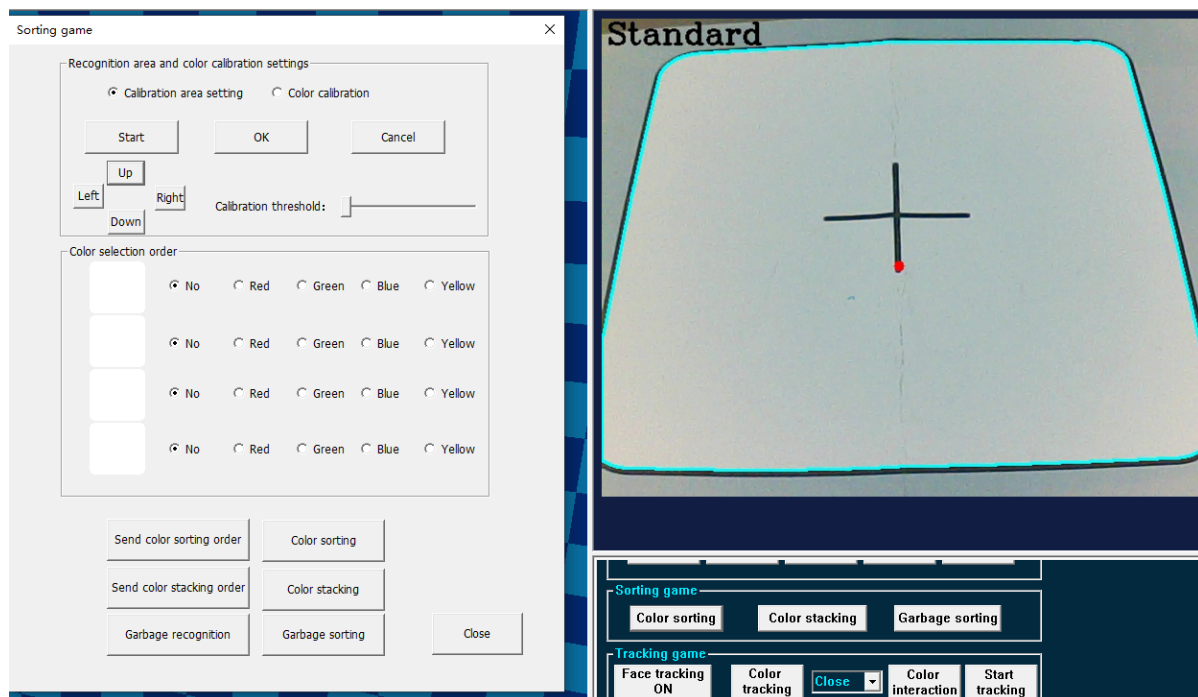 Sorting game
Recognition area and color calibration settings
Calibration area setting Color calibration
Start OK Cancel
Up
Left Right
Down
Calibration threshold:
Color selection order
No Red Green Blue Yellow
No Red Green Blue Yellow
No Red Green Blue Yellow
No Red Green Blue Yellow
Send color sorting order Color sorting
Send color stacking order Color stacking
Garbage recognition Garbage sorting
Close
Standard
Sorting game
Color sorting Color stacking Garbage sorting
Tracking game
Face tracking ON
Color tracking
Close
Color interaction
Start tracking